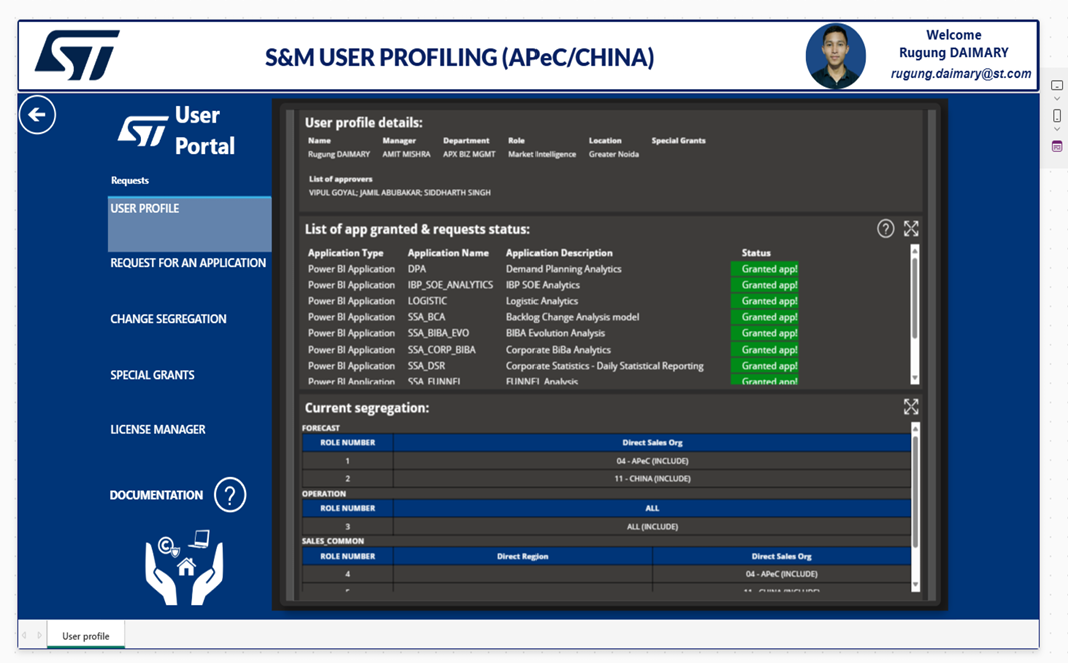 ST
S&M USER PROFILING (APeC/CHINA)
Welcome
Rugung DAIMARY
rugung.daimary@st.com
ST User
Portal
Requests
USER PROFILE
REQUEST FOR AN APPLICATION
CHANGE SEGREGATION
SPECIAL GRANTS
LICENSE MANAGER
DOCUMENTATION ?
©
User profile details:
Name Manager Department Role Location Special Grants
Rugung DAIMARY AMIT MISHRA APX BIZ MGMT Market Intelligence Greater Noida
List of approvers
VIPUL GOYAL; JAMIL ABUBAKAR; SIDDHARTH SINGH
List of app granted & requests status: ?
Application Type Application Name Application Description Status
Power BI Application DPA Demand Planning Analytics Granted app!
Power BI Application IBP_SOE_ANALYTICS IBP SOE Analytics Granted app!
Power BI Application LOGISTIC Logistic Analytics Granted app!
Power BI Application SSA_BCA Backlog Change Analysis model Granted app!
Power BI Application SSA_BIBA_EVO BIBA Evolution Analysis Granted app!
Power BI Application SSA_CORP_BIBA Corporate BiBa Analytics Granted app!
Power BI Application SSA_DSR Corporate Statistics - Daily Statistical Reporting Granted app!
Power BI Application SSA_FUNNEL FUNNEL Analysis Granted app!
Current segregation:
FORECAST
ROLE NUMBER Direct Sales Org
1 04 - APeC (INCLUDE)
2 11 - CHINA (INCLUDE)
OPERATION
ROLE NUMBER ALL
3 ALL (INCLUDE)
SALES_COMMON
ROLE NUMBER Direct Region Direct Sales Org
4 04 - APeC (INCLUDE)
11 - CHINA (INCLUDE)
User profile